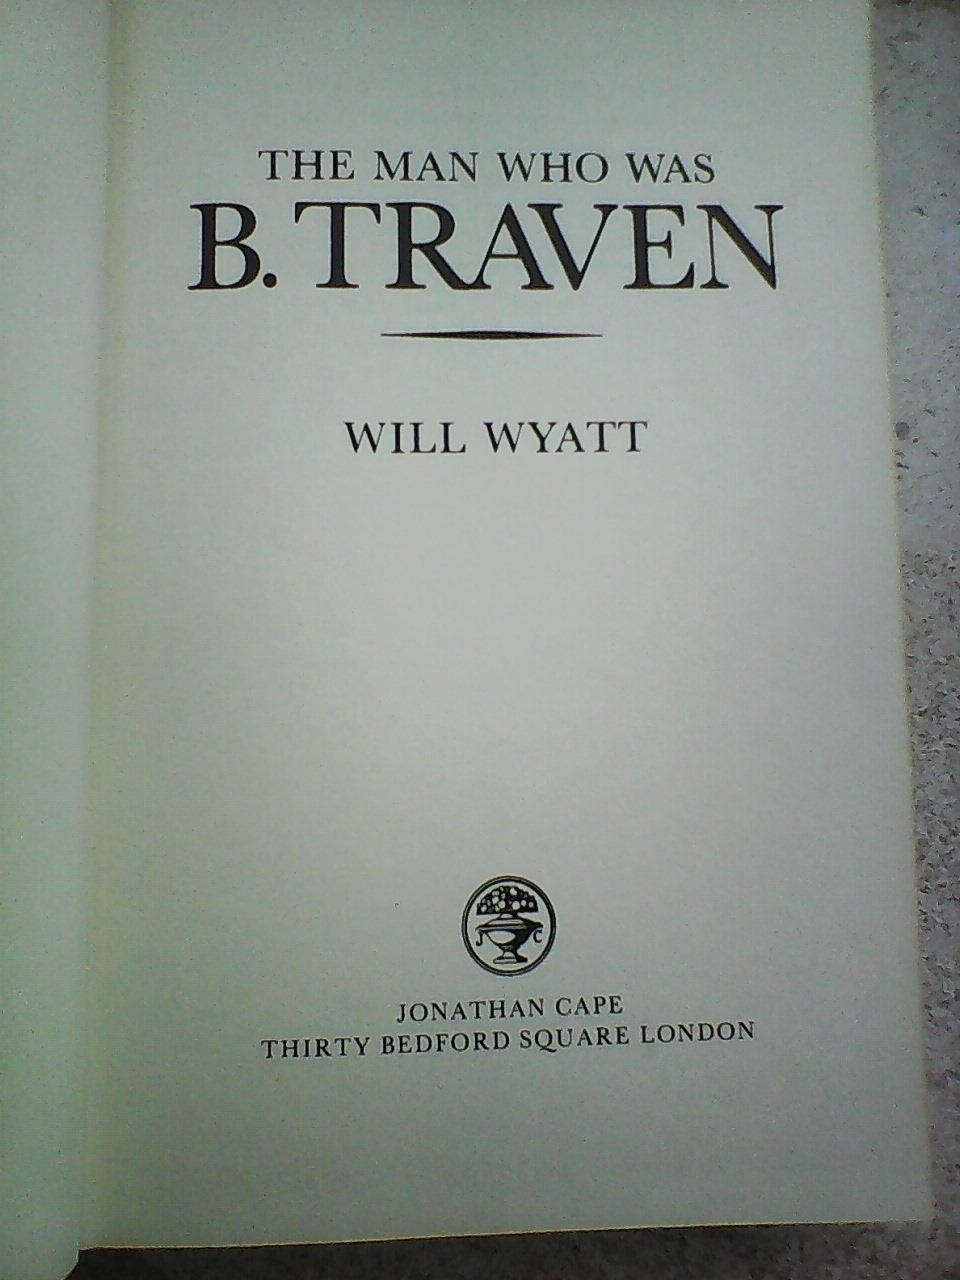 THE MAN WHO WAS
B. TRAVEN
WILL WYATT
J C
JONATHAN CAPE
THIRTY BEDFORD SQUARE LONDON